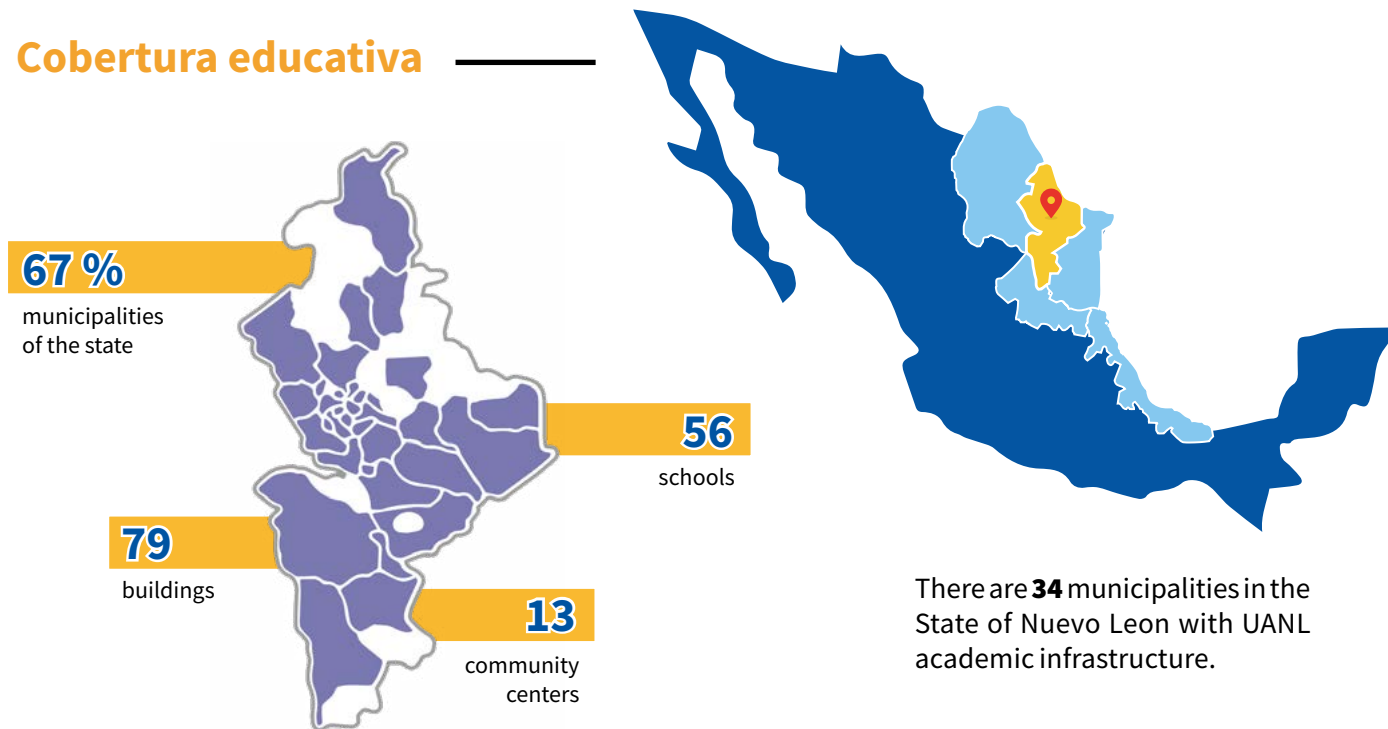 Cobertura educativa
67 %
municipalities
of the state
56
schools
79
buildings
13
community
centers
There are 34 municipalities in the
State of Nuevo Leon with UANL
academic infrastructure.